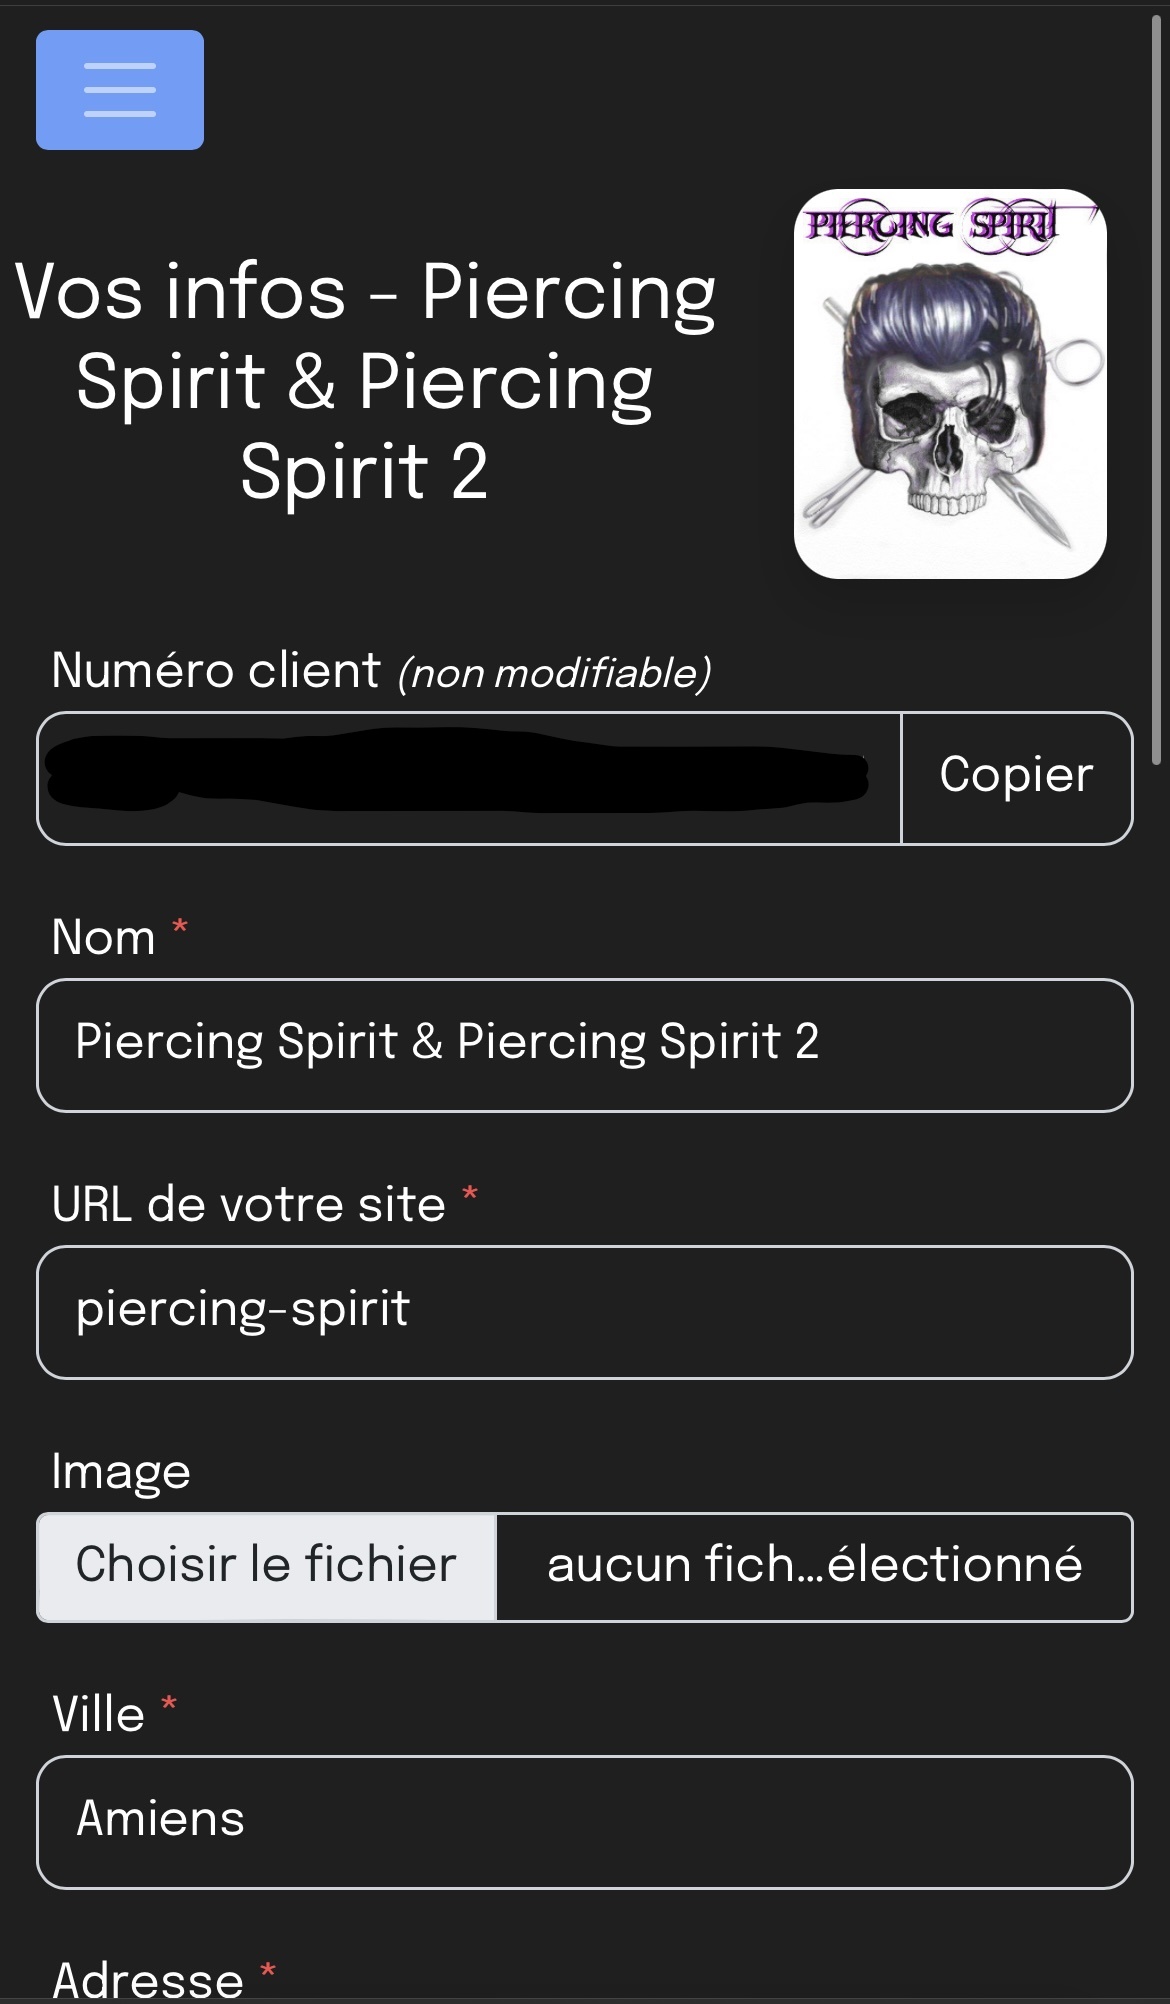 PIERCING SPIRIT
Vos infos - Piercing
Spirit & Piercing
Spirit 2
Numéro client (non modifiable)
Copier
Nom *
Piercing Spirit & Piercing Spirit 2
URL de votre site *
piercing-spirit
Image
Choisir le fichier aucun fich...électionné
Ville *
Amiens
Adresse *